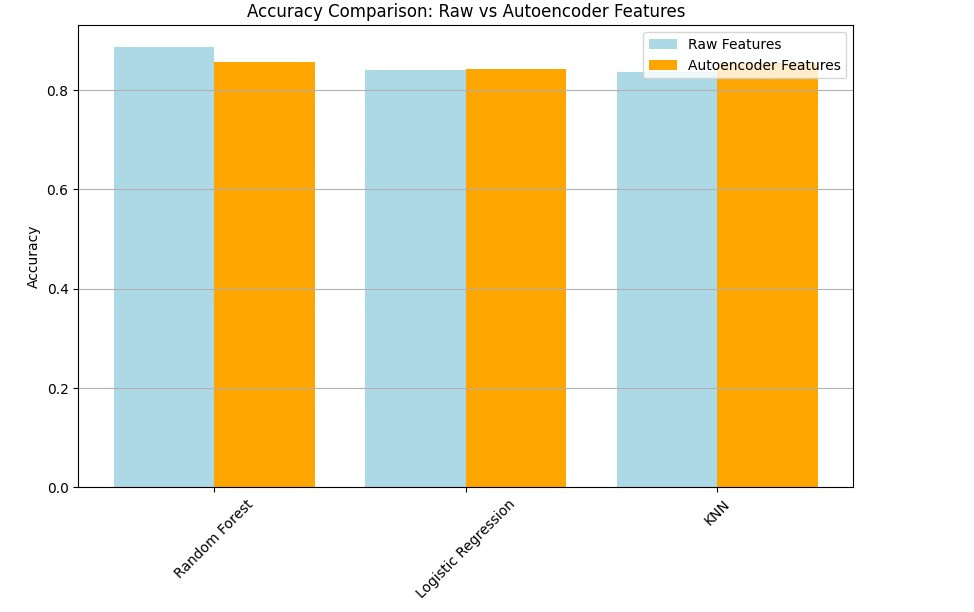 Accuracy Comparison: Raw vs Autoencoder Features
Raw Features
Autoencoder Features
0.8
0.6
0.4
0.2
0.0
Accuracy
Random Forest
Logistic Regression
KNN